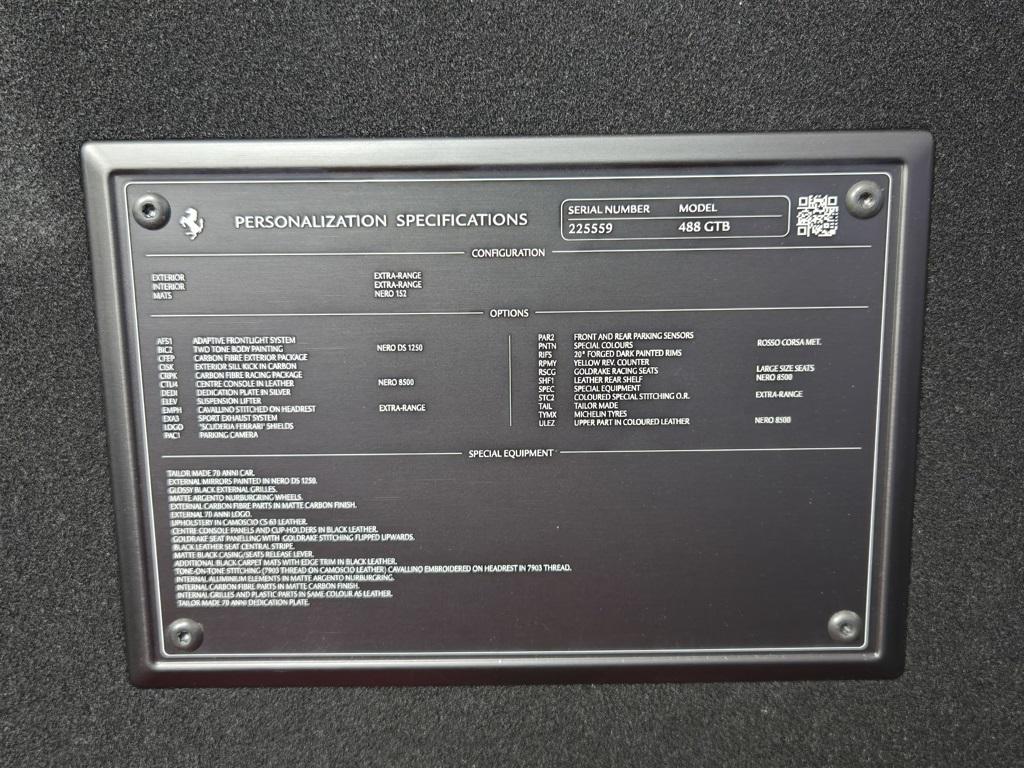 PERSONALIZATION SPECIFICATIONS
SERIAL NUMBER MODEL
225559 488 GTB
CONFIGURATION
EXTERIOR EXTRA-RANGE
INTERIOR EXTRA-RANGE
MATS NERO 152
OPTIONS
AFS1 ADAPTIVE FRONTLIGHT SYSTEM
BIC2 TWO TONE BODY PAINTING NERO DS 1250
CFEP CARBON FIBRE EXTERIOR PACKAGE
CISK EXTERIOR SILL KICK IN CARBON
CRPK CARBON FIBRE RACING PACKAGE
CTU4 CENTRE CONSOLE IN LEATHER NERO 8500
DEDI DEDICATION PLATE IN SILVER
ELEV SUSPENSION LIFTER
EMPH CAVALLINO STITCHED ON HEADREST EXTRA-RANGE
EXA3 SPORT EXHAUST SYSTEM
LOGO "SCUDERIA FERRARI" SHIELDS
PAC1 PARKING CAMERA
PAR2 FRONT AND REAR PARKING SENSORS
PNTN SPECIAL COLOURS ROSSO CORSA MET.
RIFS 20" FORGED DARK PAINTED RIMS
RPMY YELLOW REV. COUNTER
RSCG GOLDRAKE RACING SEATS LARGE SIZE SEATS
SHF1 LEATHER REAR SHELF NERO 8500
SPEC SPECIAL EQUIPMENT
STC2 COLOURED SPECIAL STITCHING O.R. EXTRA-RANGE
TAIL TAILOR MADE
TYMX MICHELIN TYRES
ULEZ UPPER PART IN COLOURED LEATHER NERO 8500
SPECIAL EQUIPMENT
TAILOR MADE 70 ANNI CAR.
EXTERNAL MIRRORS PAINTED IN NERO DS 1250.
GLOSSY BLACK EXTERNAL GRILLES.
MATTE ARGENTO NURBURGRING WHEELS.
EXTERNAL CARBON FIBRE PARTS IN MATTE CARBON FINISH.
EXTERNAL 70 ANNI LOGO.
UPHOLSTERY IN CAMOSCIO CS 63 LEATHER.
CENTRE CONSOLE PANELS AND CUP-HOLDERS IN BLACK LEATHER.
GOLDRAKE SEAT PANELLING WITH GOLDRAKE STITCHING FLIPPED UPWARDS.
BLACK LEATHER SEAT CENTRAL STRIPE.
MATTE BLACK CASING/SEATS RELEASE LEVER.
ADDITIONAL BLACK CARPET MATS WITH EDGE TRIM IN BLACK LEATHER.
TONE-ON-TONE STITCHING (7903 THREAD ON CAMOSCIO LEATHER) CAVALLINO EMBROIDERED ON HEADREST IN 7903 THREAD.
INTERNAL ALUMINIUM ELEMENTS IN MATTE ARGENTO NURBURGRING.
INTERNAL CARBON FIBRE PARTS IN MATTE CARBON FINISH.
INTERNAL GRILLES AND PLASTIC PARTS IN SAME COLOUR AS LEATHER.
TAILOR MADE 70 ANNI DEDICATION PLATE.